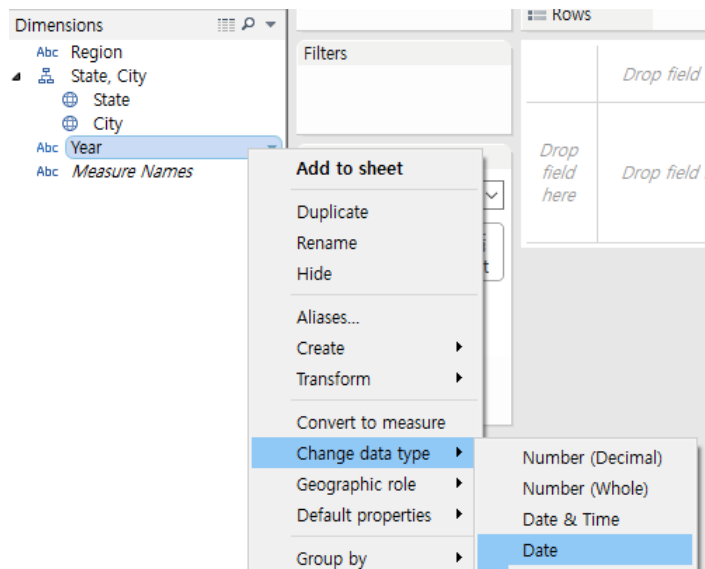 Dimensions
Abc Region
State, City
State
City
Abc Year
Abc Measure Names
Filters
Rows
Drop field
Drop
field
here
Drop field
Add to sheet
Duplicate
Rename
Hide
Aliases...
Create
Transform
Convert to measure
Change data type
Geographic role
Default properties
Group by
Number (Decimal)
Number (Whole)
Date & Time
Date